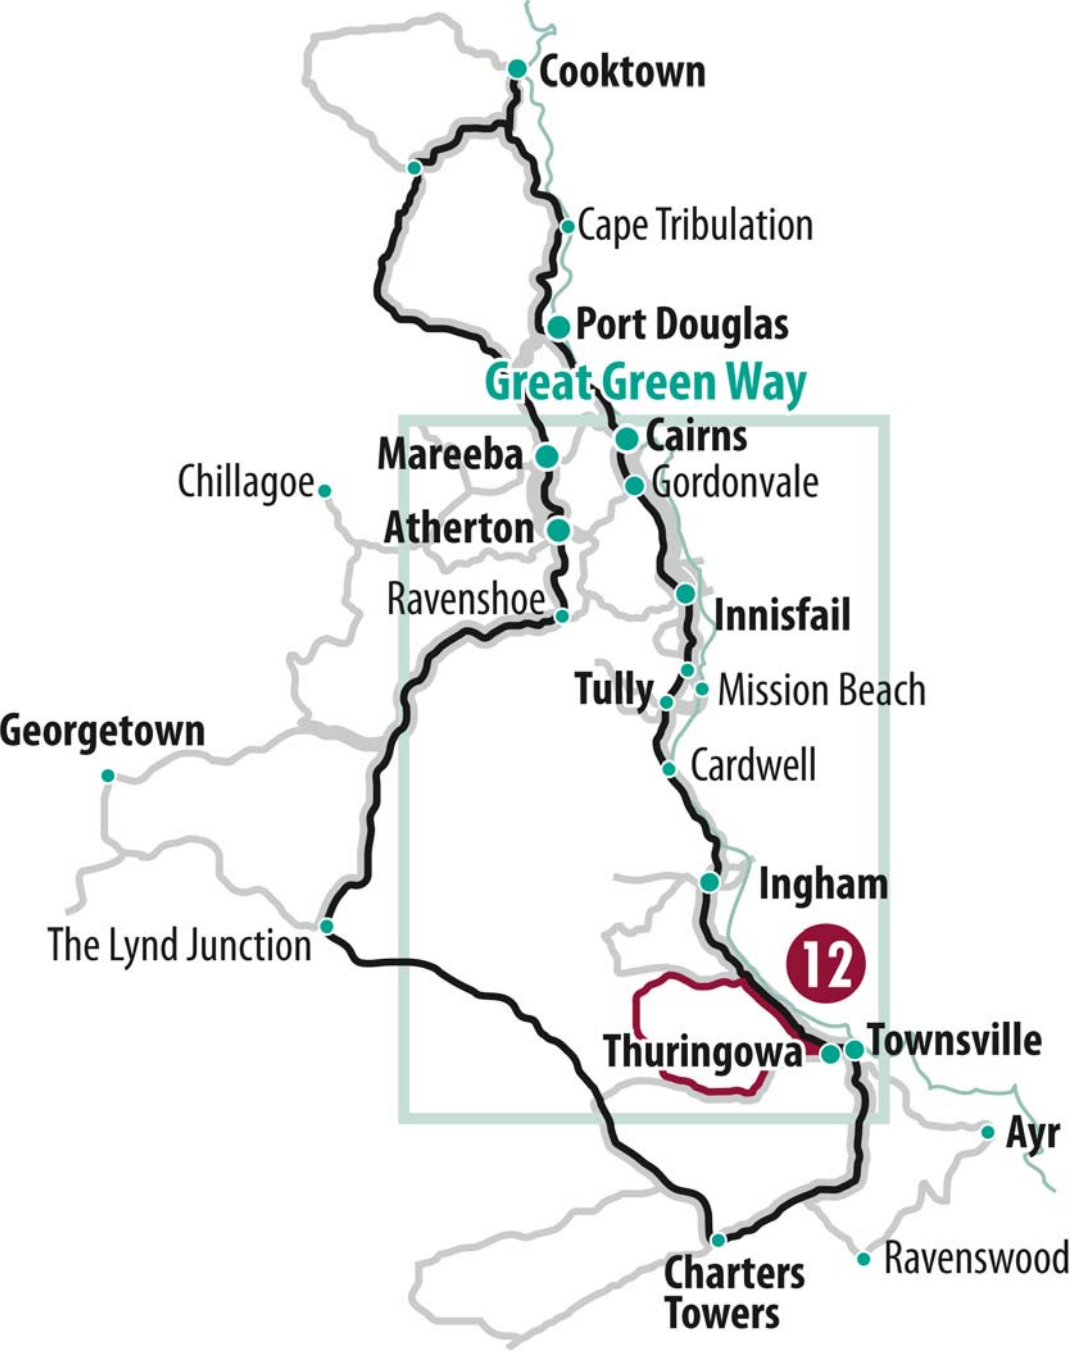 Cooktown
Cape Tribulation
Port Douglas
Great Green Way
Cairns
Mareeba
Chillagoe
Gordonvale
Atherton
Ravenshoe
Innisfail
Tully
Mission Beach
Georgetown
Cardwell
Ingham
The Lynd Junction
12
Thuringowa
Townsville
Ayr
Ravenswood
Charters
Towers